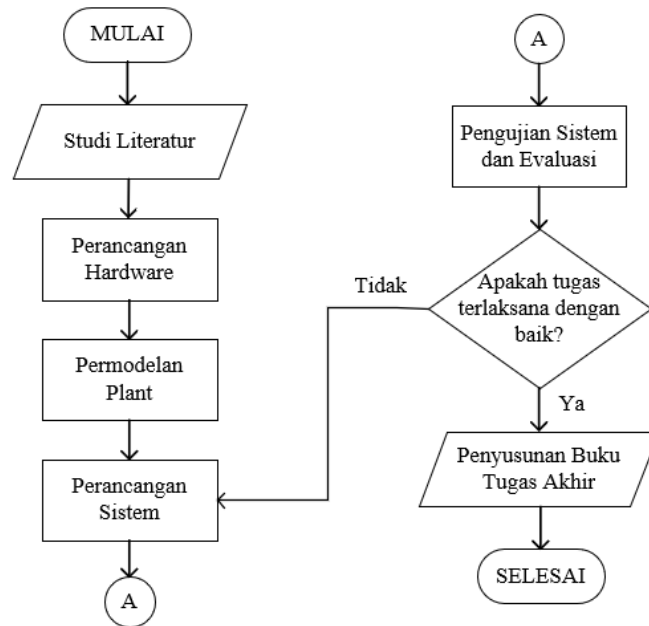 MULAI
Studi Literatur
Perancangan
Hardware
Permodelan
Plant
Perancangan
Sistem
A
A
Pengujian Sistem
dan Evaluasi
Apakah tugas
terlaksana dengan
baik?
Tidak
Ya
Penyusunan Buku
Tugas Akhir
SELESAI